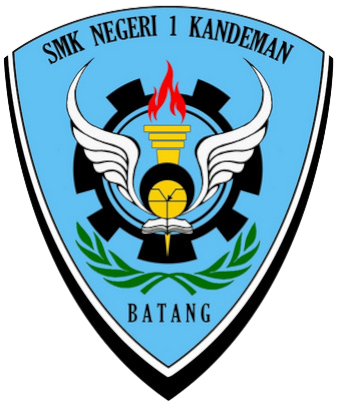 SMK NEGERI 1 KANDEMAN
BATANG